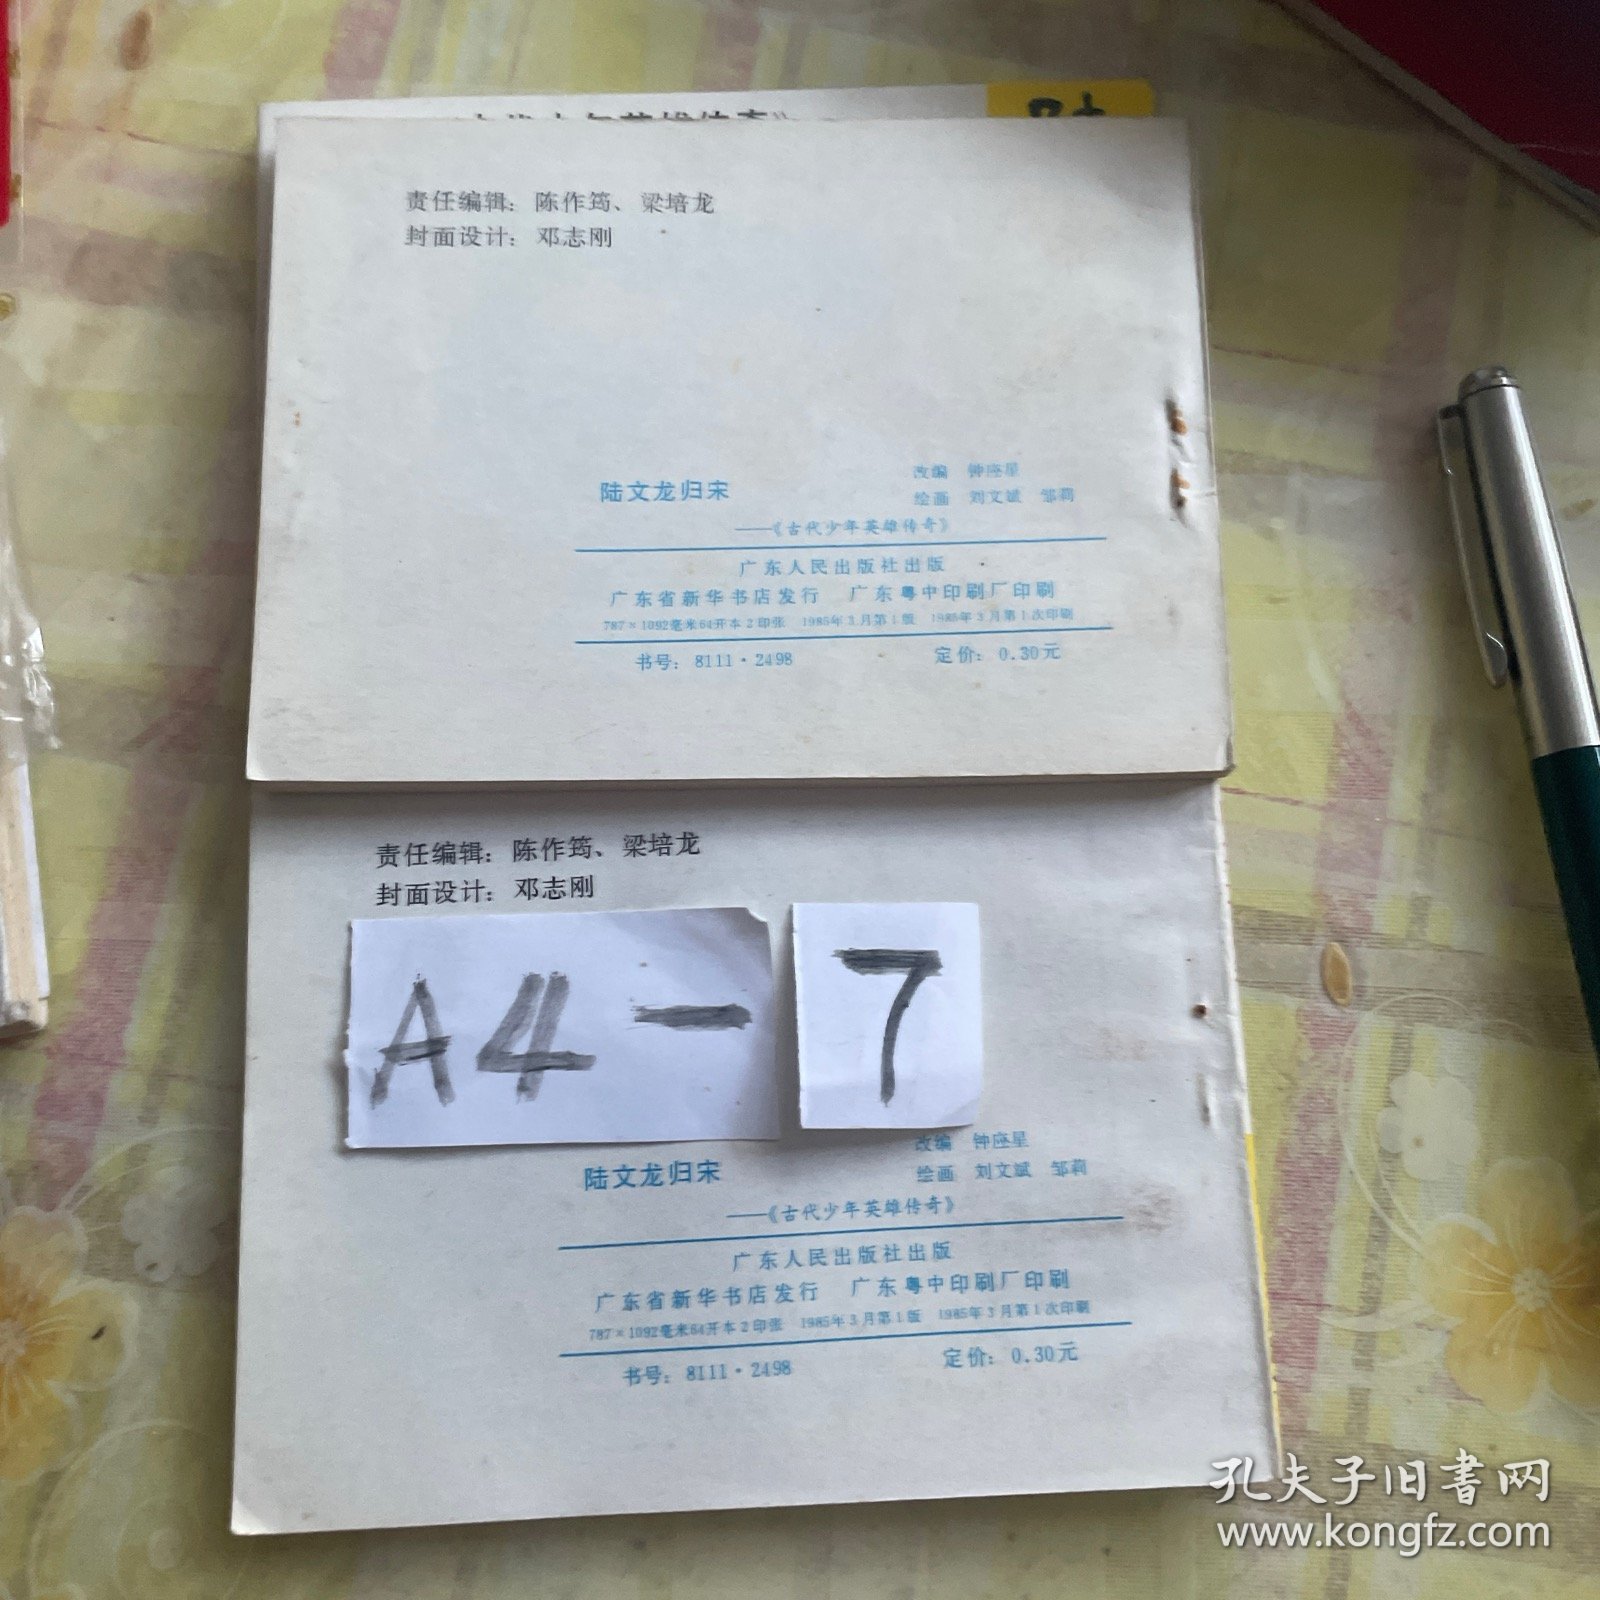 责任编辑：陈作筠、梁培龙
封面设计：邓志刚
陆文龙归宋
改编 钟座星
绘画 刘文斌 邹莉
——《古代少年英雄传奇》
广东人民出版社出版
广东省新华书店发行 广东粤中印刷厂印刷
787×1092毫米64开本2印张 1985年3月第1版 1985年3月第1次印刷
书号：8111·2498 定价：0.30元
责任编辑：陈作筠、梁培龙
封面设计：邓志刚
A4-7
陆文龙归宋
改编 钟座星
绘画 刘文斌 邹莉
——《古代少年英雄传奇》
广东人民出版社出版
广东省新华书店发行 广东粤中印刷厂印刷
787×1092毫米64开本2印张 1985年3月第1版 1985年3月第1次印刷
书号：8111·2498 定价：0.30元
孔夫子旧书网
www.kongfz.com